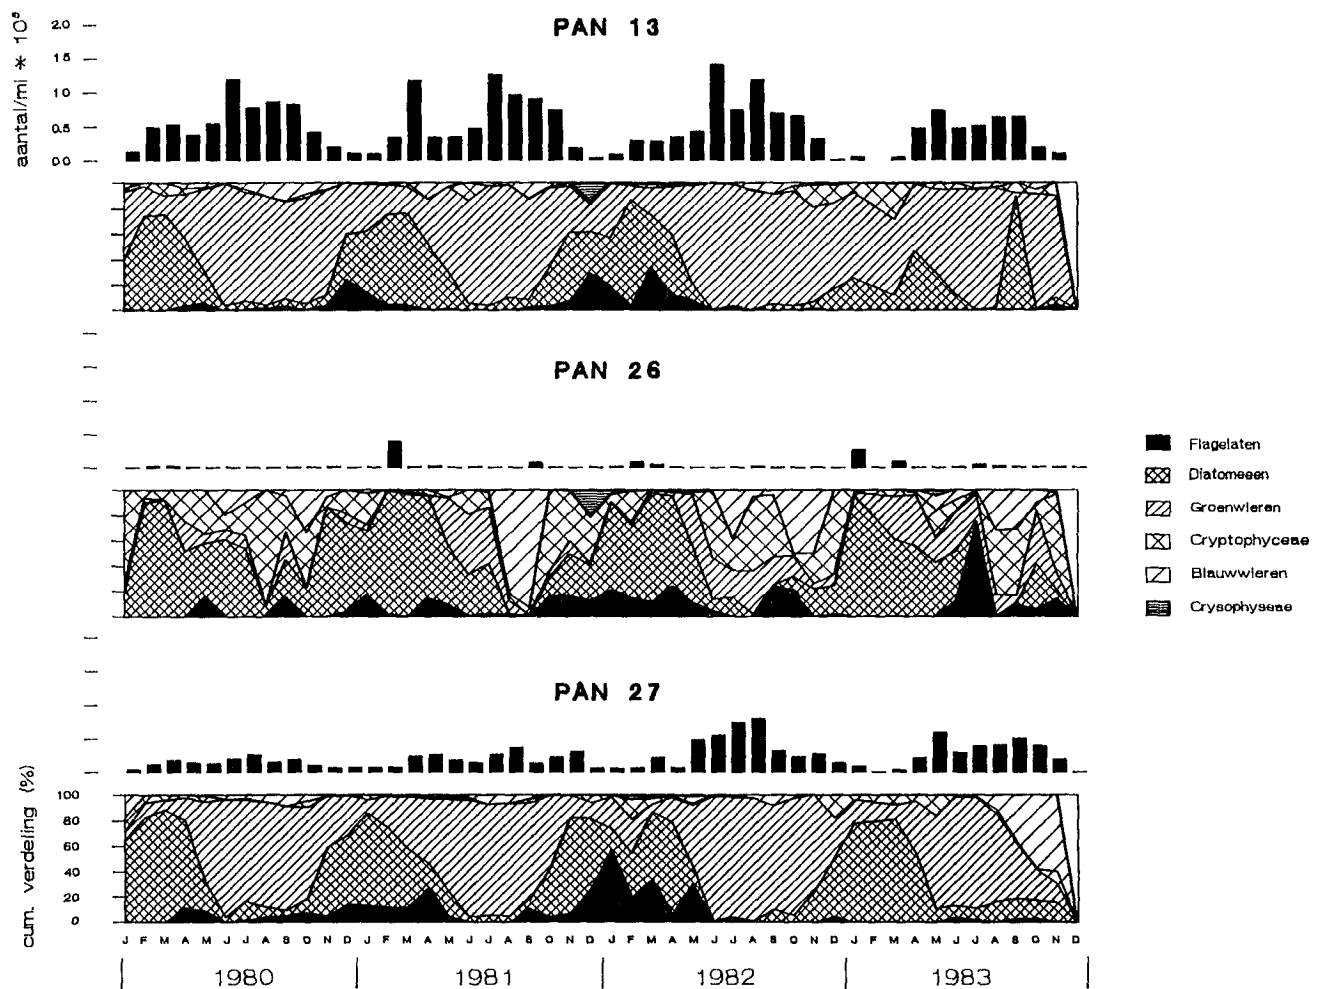 PAN 13
aantal/ml * 10⁵
2.0
1.5
1.0
0.5
0.0
PAN 26
Flagelaten
Diatomeeen
Groenwieren
Cryptophyceae
Blauwwieren
Crysophyseae
PAN 27
cum. verdeling (%)
100
80
60
40
20
0
J F M A M J J A S O N D J F M A M J J A S O N D J F M A M J J A S O N D J F M A M J J A S O N D
1980 1981 1982 1983